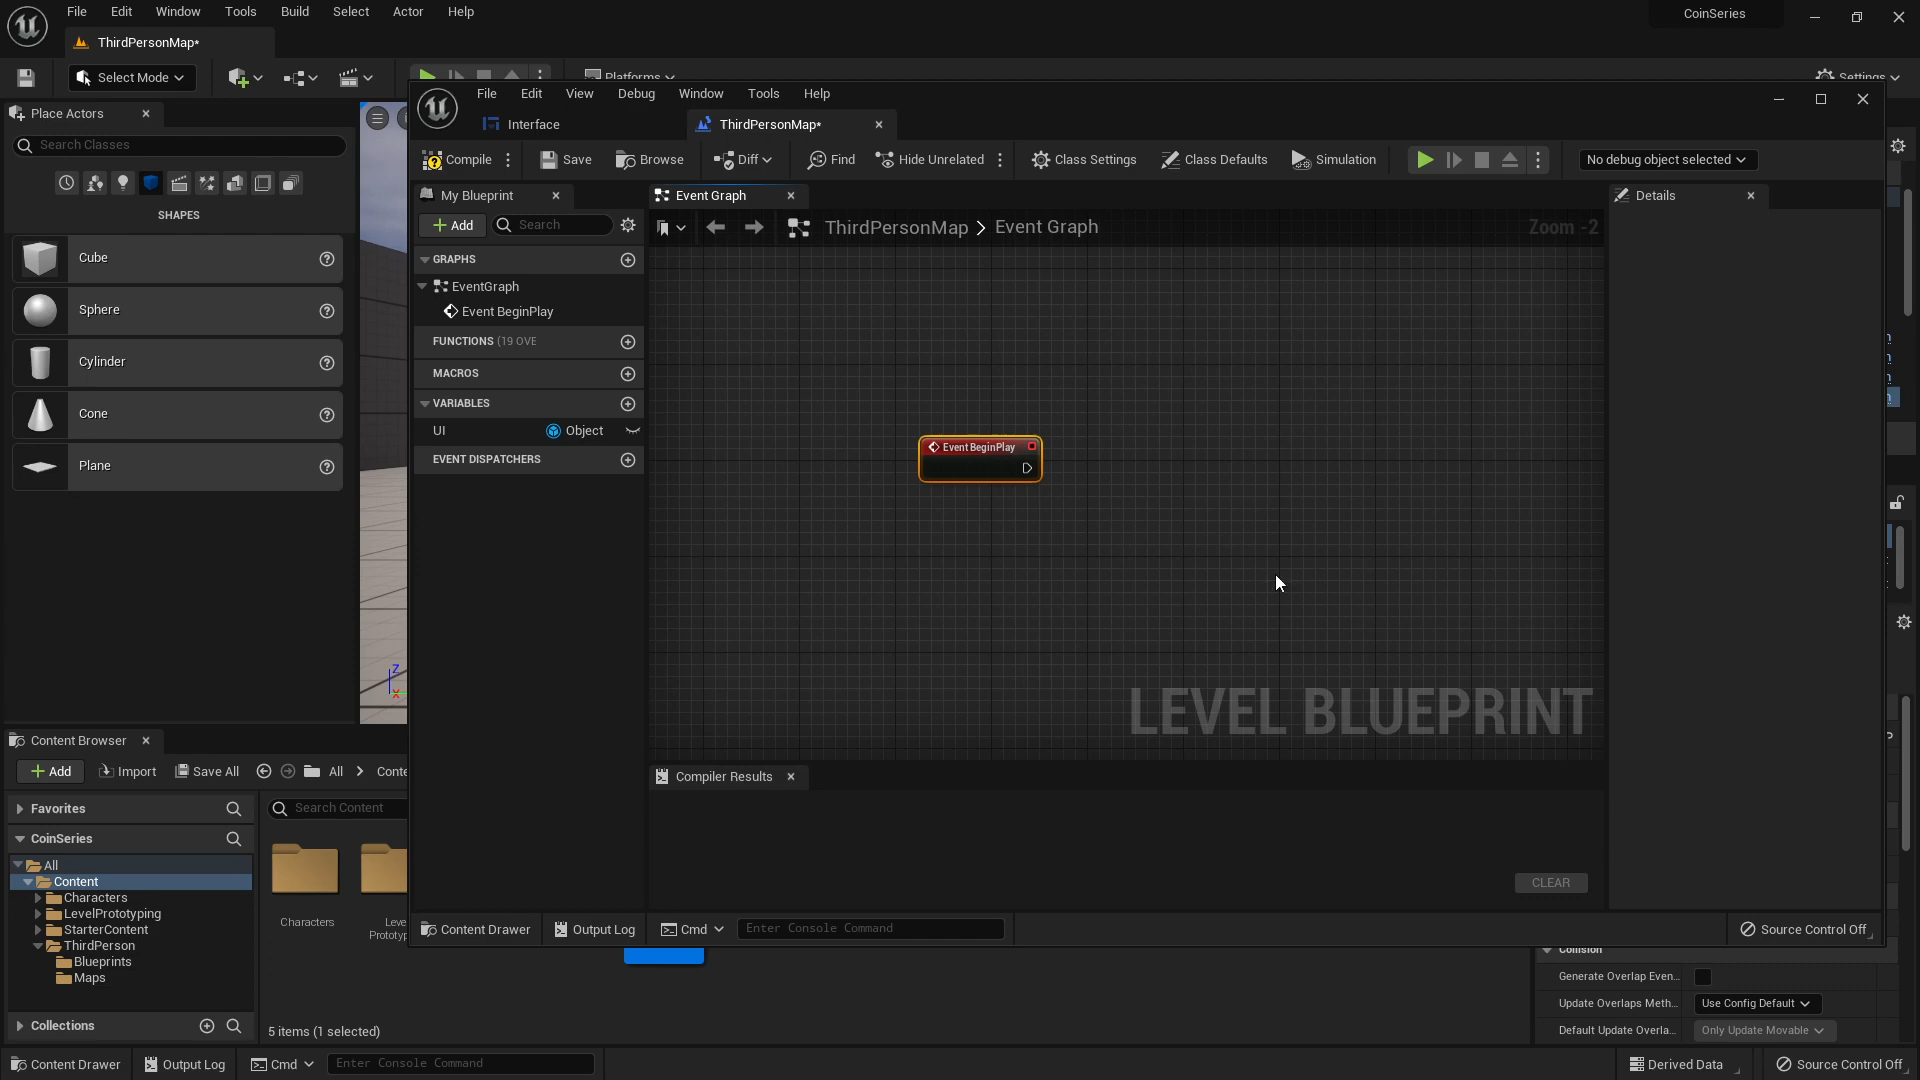 File Edit Window Tools Build Select Actor Help
CoinSeries
ThirdPersonMap*
Select Mode
Platforms
Settings
Place Actors
Search Classes
SHAPES
Cube
Sphere
Cylinder
Cone
Plane
File Edit View Debug Window Tools Help
Interface
ThirdPersonMap*
Compile
Save
Browse
Diff
Find
Hide Unrelated
Class Settings
Class Defaults
Simulation
No debug object selected
My Blueprint
Add
Search
GRAPHS
EventGraph
Event BeginPlay
FUNCTIONS (19 OVE
MACROS
VARIABLES
UI
Object
EVENT DISPATCHERS
Event Graph
ThirdPersonMap > Event Graph
Zoom -2
Event BeginPlay
LEVEL BLUEPRINT
Details
Compiler Results
CLEAR
Content Drawer
Output Log
Cmd
Enter Console Command
Source Control Off
Content Browser
Add
Import
Save All
All
Conte
Favorites
Search Content
CoinSeries
All
Content
Characters
LevelPrototyping
StarterContent
ThirdPerson
Blueprints
Maps
Collections
Characters
Leve
Prototyp
5 items (1 selected)
Z
X
Collision
Generate Overlap Even...
Update Overlaps Meth...
Use Config Default
Default Update Overla...
Only Update Movable
Content Drawer
Output Log
Cmd
Enter Console Command
Derived Data
Source Control Off